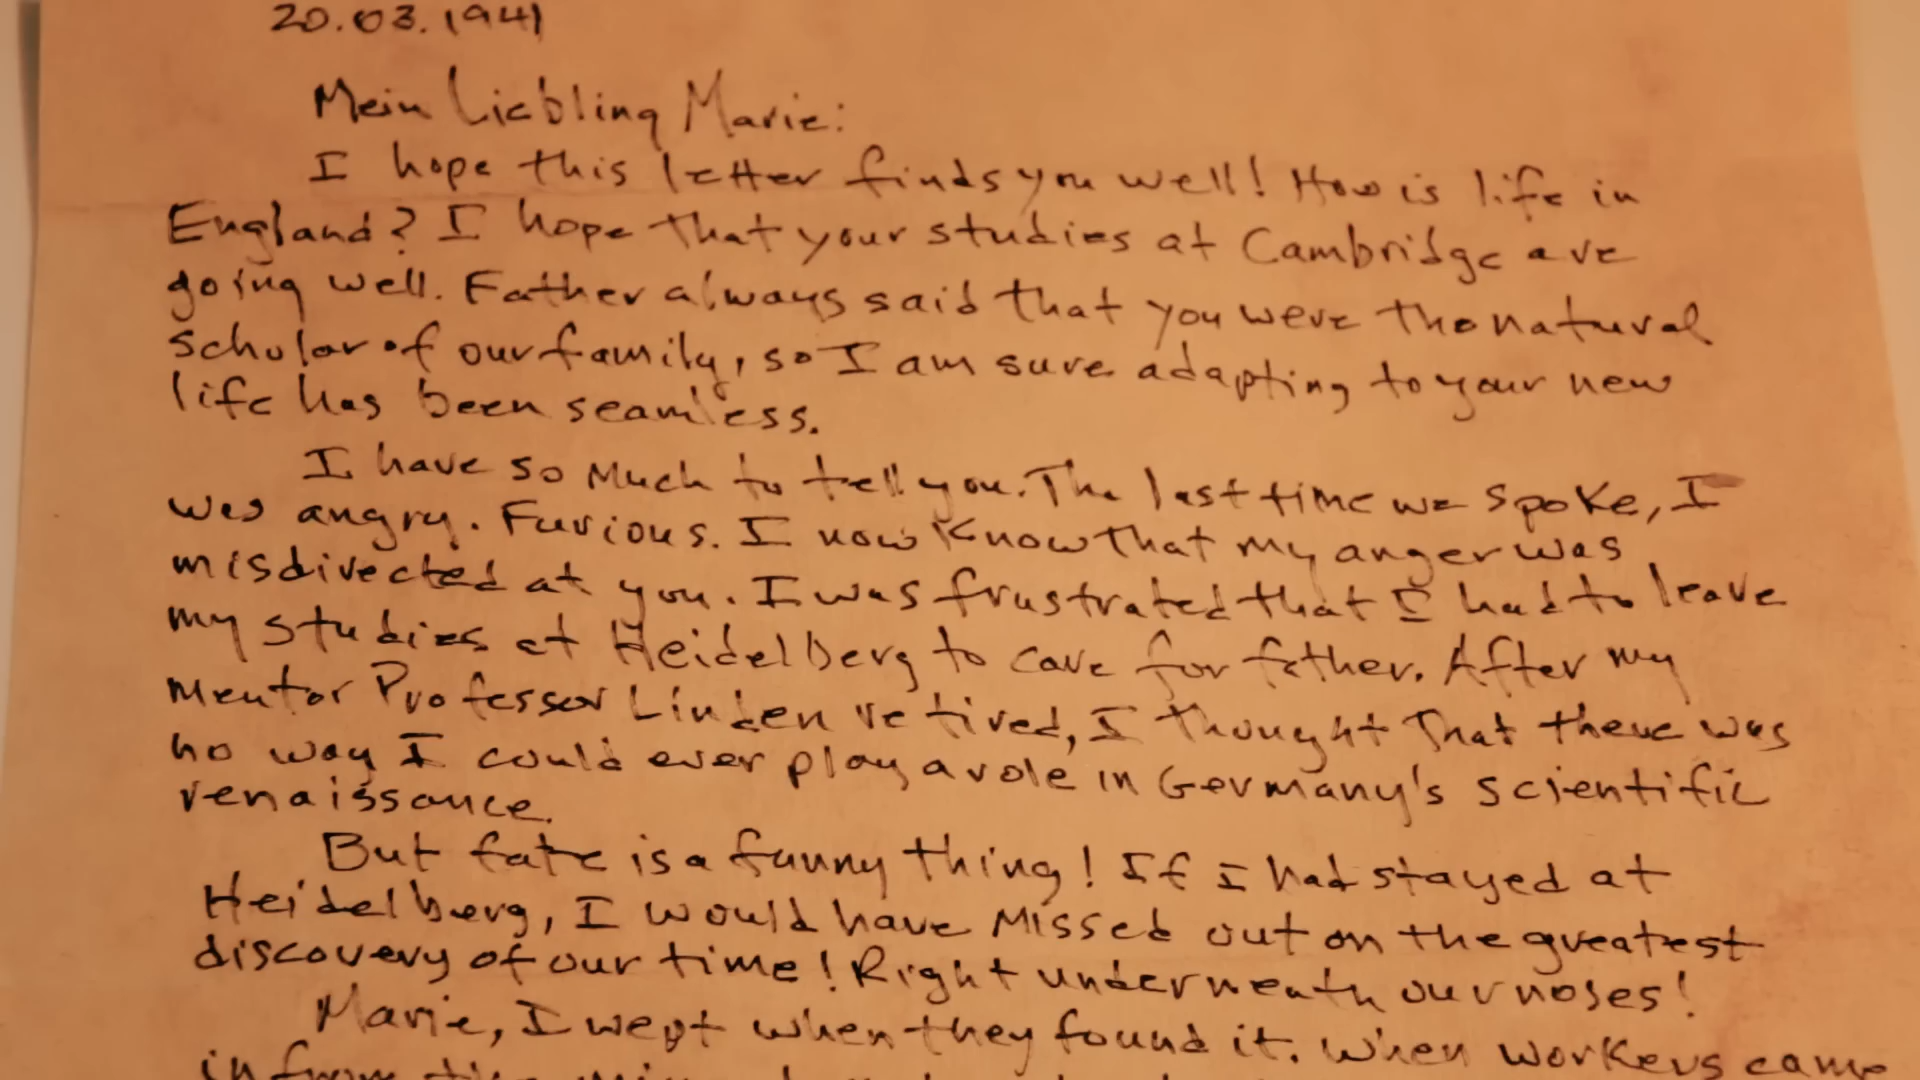 20.03.1941
Mein Liebling Marie:
I hope this letter finds you well! How is life in
England? I hope that your studies at Cambridge are
going well. Father always said that you were the natural
scholar of our family, so I am sure adapting to your new
life has been seamless.
I have so much to tell you. The last time we spoke, I
was angry. Furious. I now know that my anger was
misdirected at you. I was frustrated that I had to leave
my studies at Heidelberg to care for father. After my
mentor Professor Linden retired, I thought that there was
no way I could ever play a role in Germany's scientific
renaissance.
But fate is a funny thing! If I had stayed at
Heidelberg, I would have missed out on the greatest
discovery of our time! Right underneath our noses!
Marie, I wept when they found it. When workers came
in from the